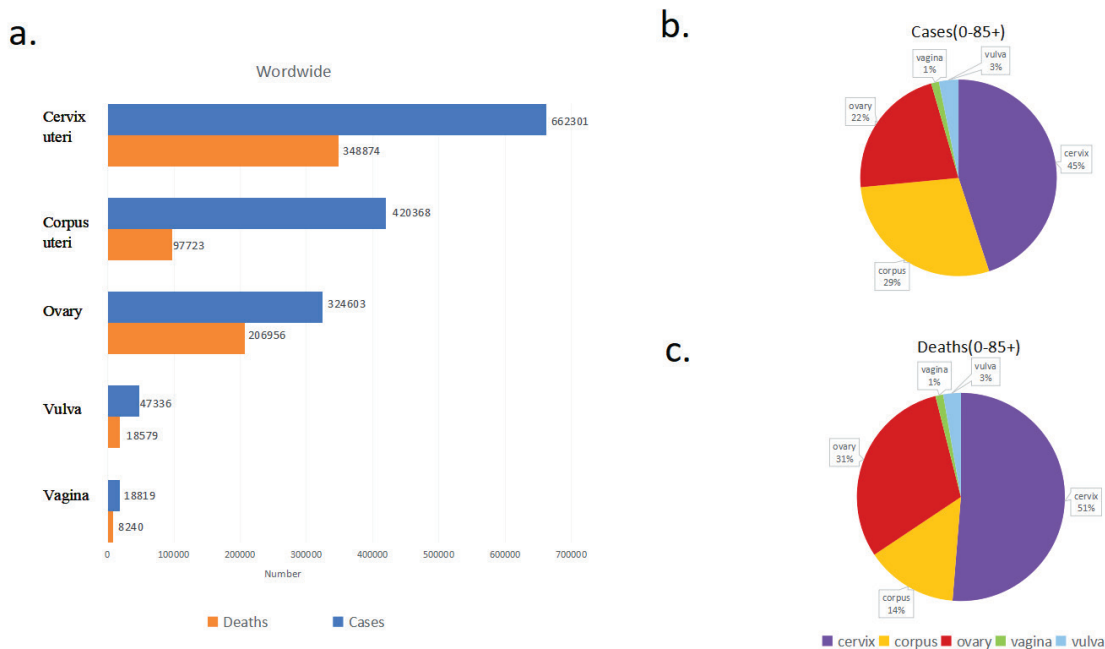 a.
Wordwide
Cervix
uteri
662301
348874
Corpus
uteri
420368
97723
Ovary
324603
206956
Vulva
47336
18579
Vagina
18819
8240
0 100000 200000 300000 400000 500000 600000 700000
Number
Deaths Cases
b.
Cases(0-85+)
vagina
1%
vulva
3%
ovary
22%
cervix
45%
corpus
29%
c.
Deaths(0-85+)
vagina
1%
vulva
3%
ovary
31%
cervix
51%
corpus
14%
cervix corpus ovary vagina vulva